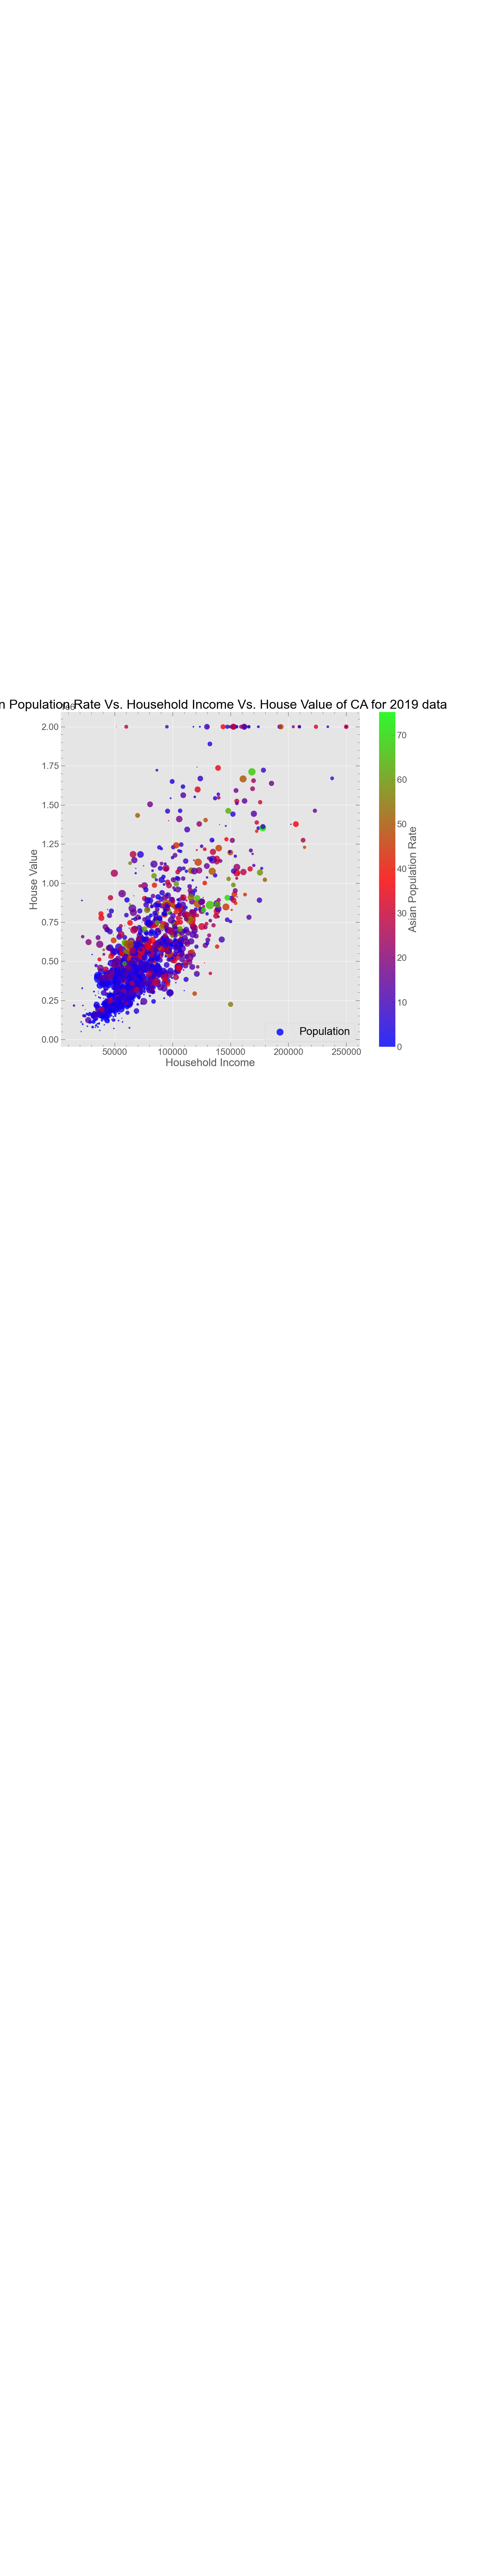 n Population Rate Vs. Household Income Vs. House Value of CA for 2019 data
2.00
1.75
1.50
1.25
1.00
0.75
0.50
0.25
0.00
House Value
50000 100000 150000 200000 250000
Household Income
Population
70
60
50
40
30
20
10
0
Asian Population Rate